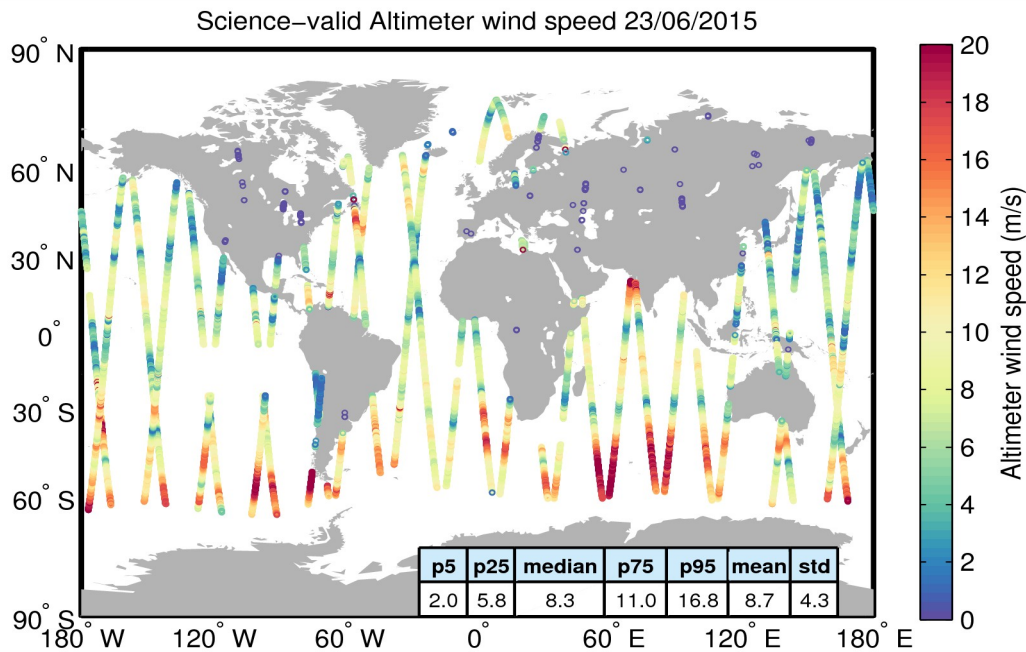 Science−valid Altimeter wind speed 23/06/2015
90° N
60° N
30° N
0°
30° S
60° S
90° S
180° W
120° W
60° W
0°
60° E
120° E
180° E
p5 p25 median p75 p95 mean std
2.0 5.8 8.3 11.0 16.8 8.7 4.3
20
18
16
14
12
10
8
6
4
2
0
Altimeter wind speed (m/s)